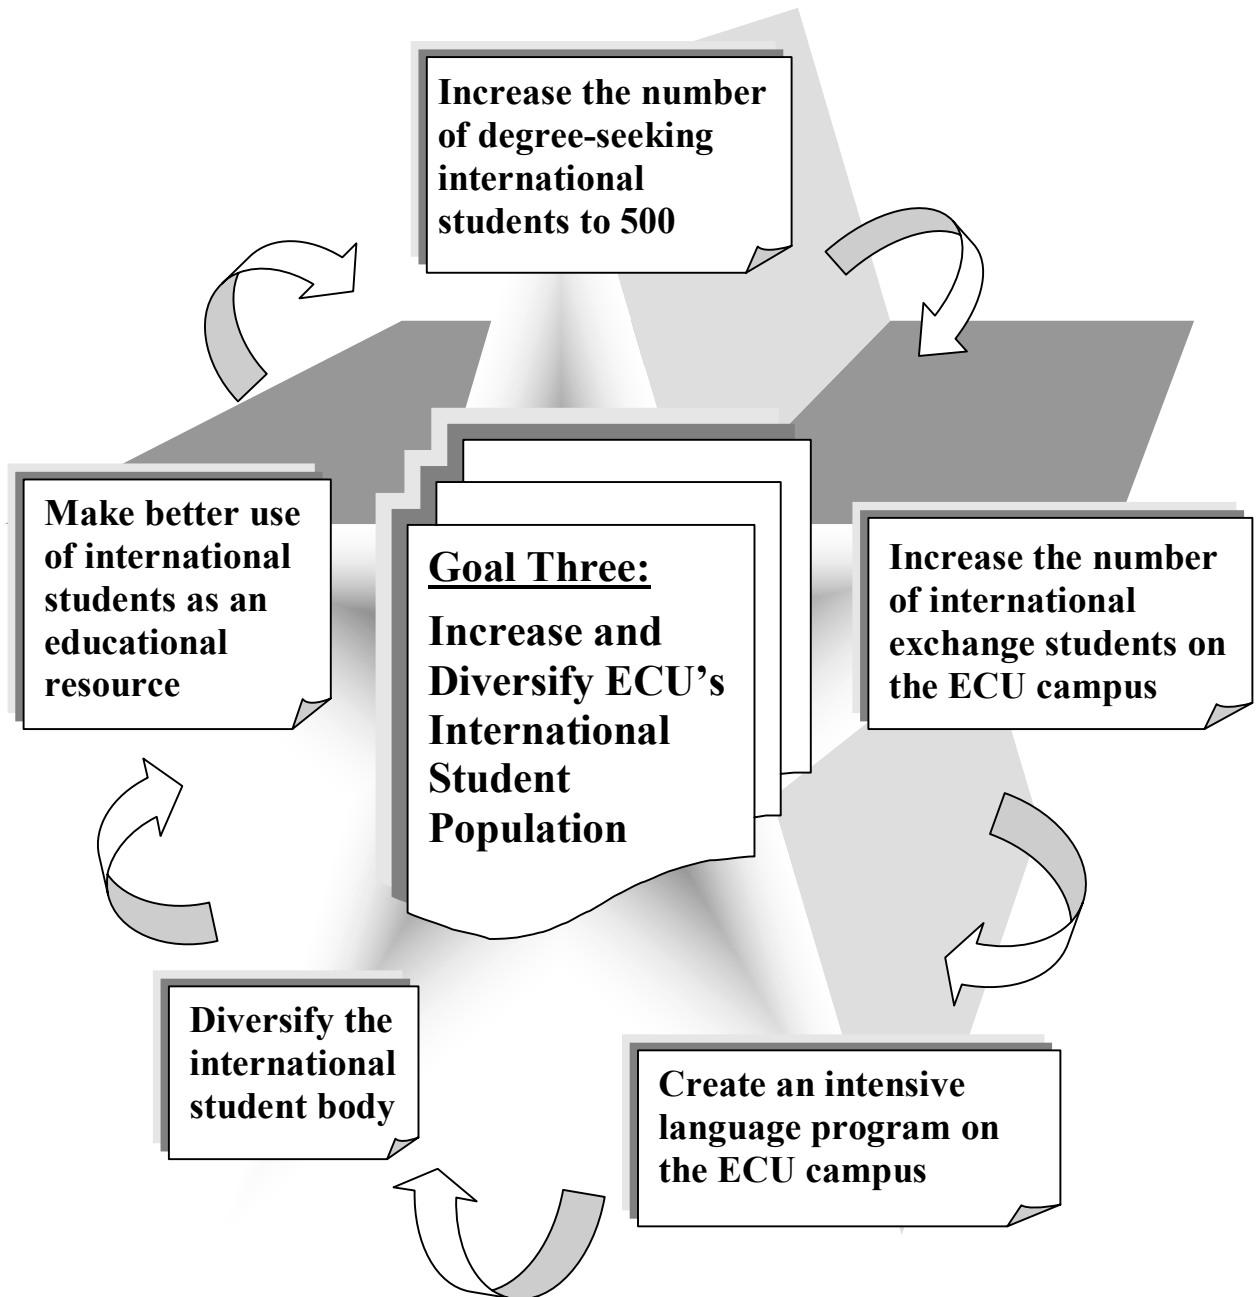 Increase the number
of degree-seeking
international
students to 500
Make better use
of international
students as an
educational
resource
Goal Three:
Increase and
Diversify ECU’s
International
Student
Population
Increase the number
of international
exchange students on
the ECU campus
Diversify the
international
student body
Create an intensive
language program on
the ECU campus